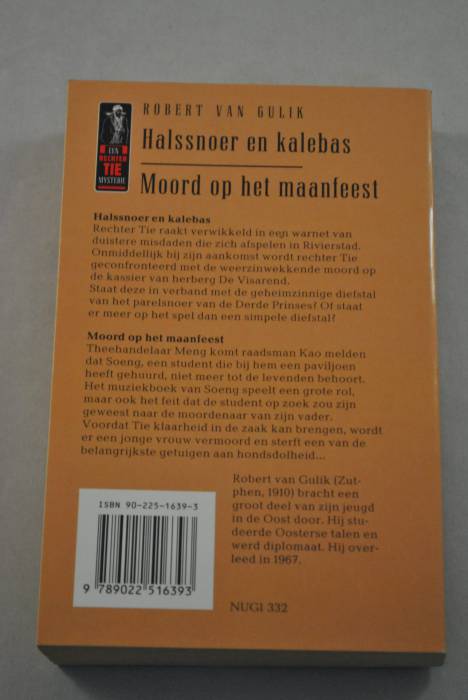 ROBERT VAN GULIK
EEN
RECHTER
TIE
MYSTERIE
Halssnoer en kalebas
Moord op het maanfeest
Halssnoer en kalebas
Rechter Tie raakt verwikkeld in een warnet van
duistere misdaden die zich afspelen in Rivierstad.
Onmiddellijk bij zijn aankomst wordt rechter Tie
geconfronteerd met de weerzinwekkende moord op
de kassier van herberg De Visarend.
Staat deze in verband met de geheimzinnige diefstal
van het parelsnoer van de Derde Prinses? Of staat
er meer op het spel dan een simpele diefstal?
Moord op het maanfeest
Theehandelaar Meng komt raadsman Kao melden
dat Soeng, een student die bij hem een paviljoen
heeft gehuurd, niet meer tot de levenden behoort.
Het muziekboek van Soeng speelt een grote rol,
maar ook het feit dat de student op zoek zou zijn
geweest naar de moordenaar van zijn vader.
Voordat Tie klaarheid in de zaak kan brengen, wordt
er een jonge vrouw vermoord en sterft een van de
belangrijkste getuigen aan hondsdolheid...
Robert van Gulik (Zut-
phen, 1910) bracht een
groot deel van zijn jeugd
in de Oost door. Hij stu-
deerde Oosterse talen en
werd diplomaat. Hij over-
leed in 1967.
ISBN 90-225-1639-3
9 789022 516393
NUGI 332